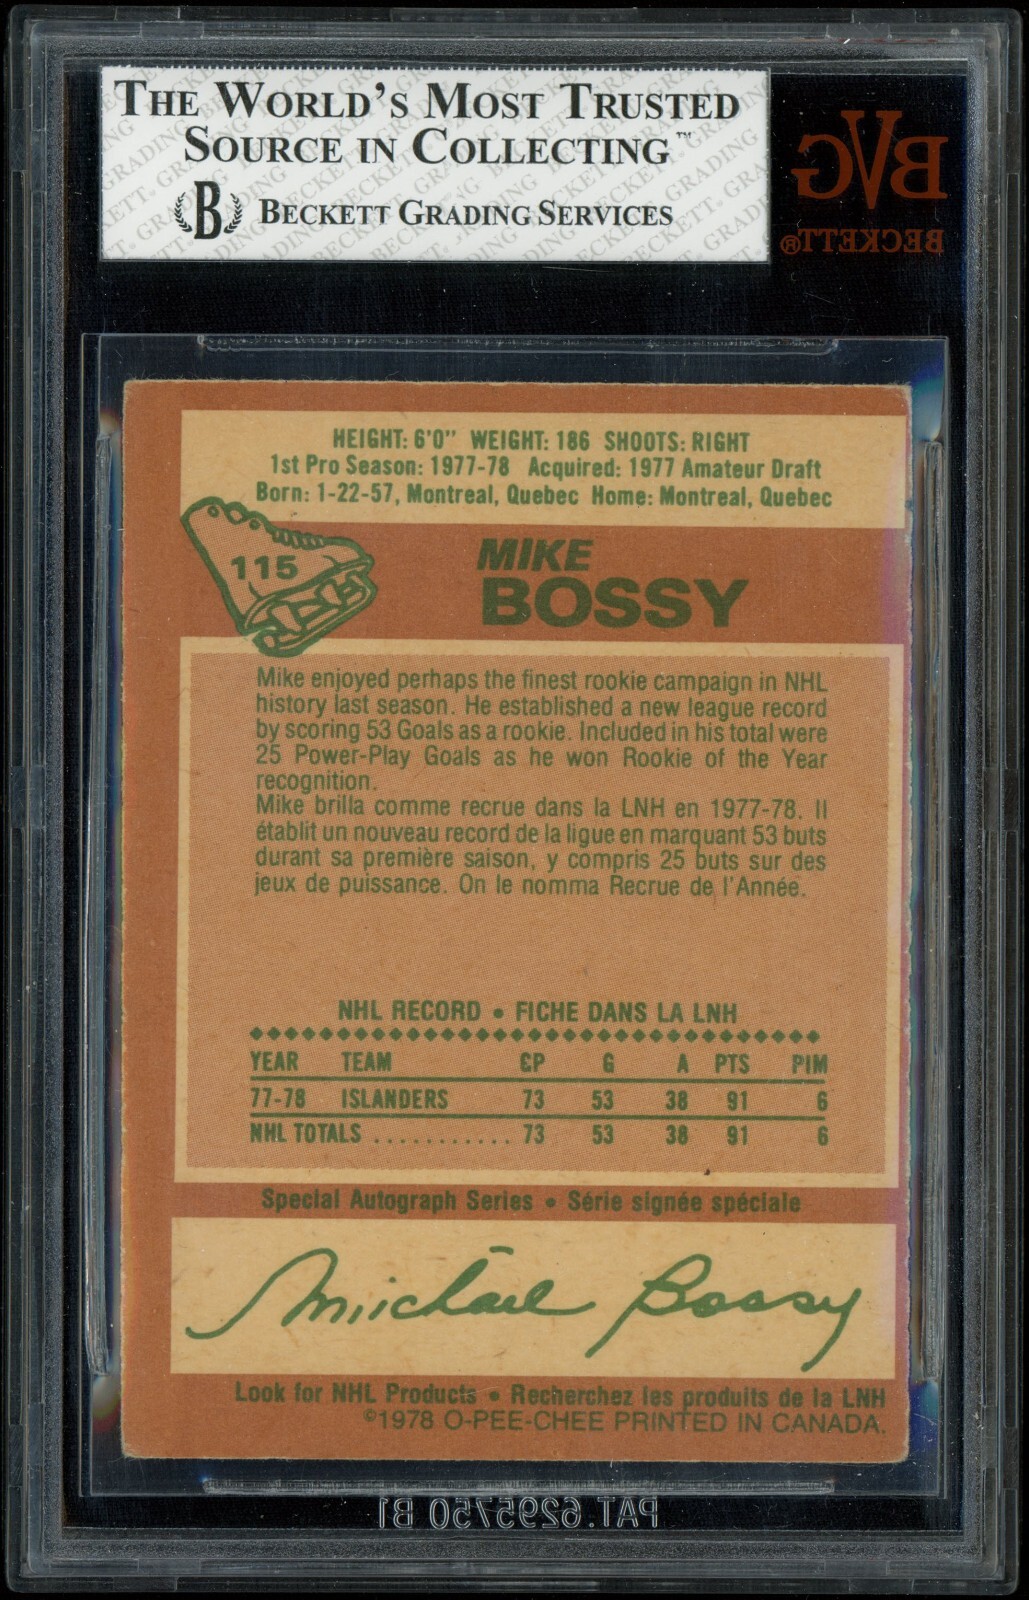 THE WORLD'S MOST TRUSTED
SOURCE IN COLLECTING™
B BECKETT GRADING SERVICES
BVG
BECKETT®
HEIGHT: 6'0" WEIGHT: 186 SHOOTS: RIGHT
1st Pro Season: 1977-78 Acquired: 1977 Amateur Draft
Born: 1-22-57, Montreal, Quebec Home: Montreal, Quebec
115
MIKE
BOSSY
Mike enjoyed perhaps the finest rookie campaign in NHL
history last season. He established a new league record
by scoring 53 Goals as a rookie. Included in his total were
25 Power-Play Goals as he won Rookie of the Year
recognition.
Mike brilla comme recrue dans la LNH en 1977-78. Il
établit un nouveau record de la ligue en marquant 53 buts
durant sa première saison, y compris 25 buts sur des
jeux de puissance. On le nomma Recrue de l'Année.
NHL RECORD • FICHE DANS LA LNH
YEAR TEAM GP G A PTS PIM
77-78 ISLANDERS 73 53 38 91 6
NHL TOTALS ............ 73 53 38 91 6
Special Autograph Series • Série signée spéciale
Michael Bossy
Look for NHL Products • Recherchez les produits de la LNH
©1978 O-PEE-CHEE PRINTED IN CANADA.
PAT. 6295750 B1